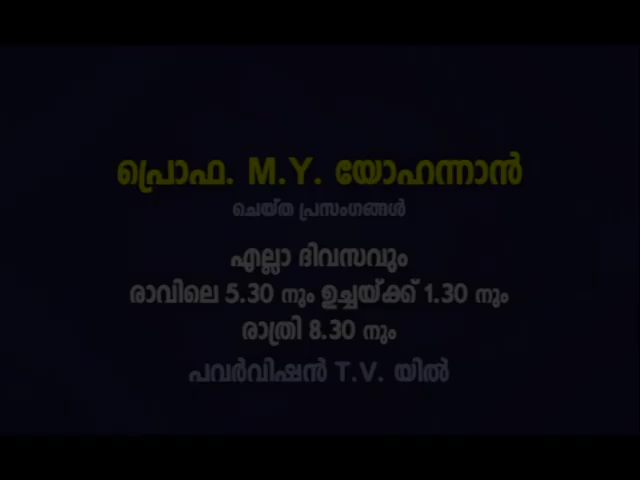 പ്രൊഫ. M.Y. യോഹന്നാൻ
ചെയ്ത പ്രസംഗങ്ങൾ
എല്ലാ ദിവസവും
രാവിലെ 5.30 നും ഉച്ചയ്ക്ക് 1.30 നും
രാത്രി 8.30 നും
പവർവിഷൻ T.V. യിൽ